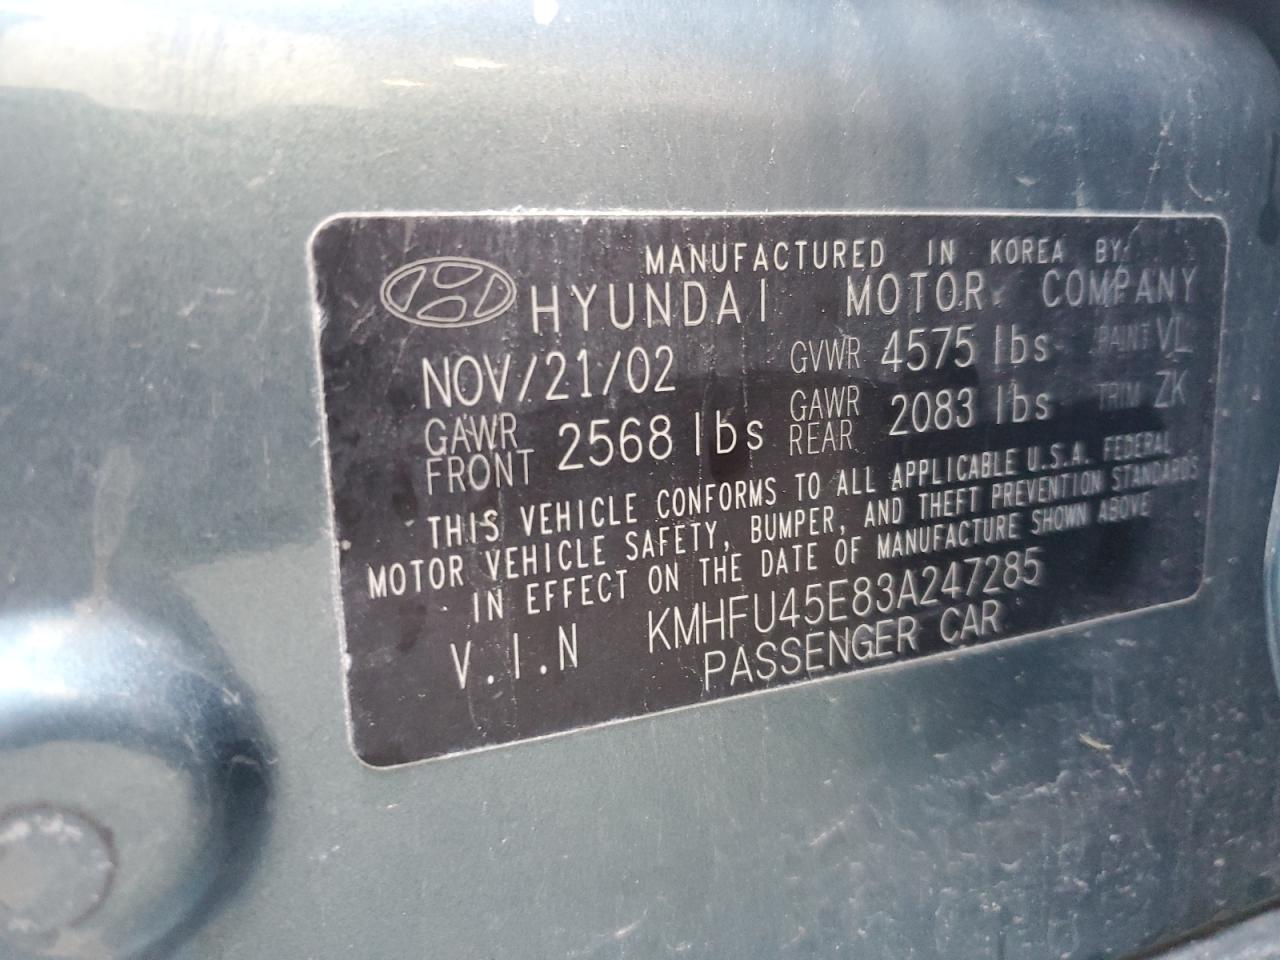 MANUFACTURED IN KOREA BY:
HYUNDAI MOTOR COMPANY
NOV/21/02 GVWR 4575 lbs PAINT VL
GAWR FRONT 2568 lbs GAWR REAR 2083 lbs TRIM ZK
THIS VEHICLE CONFORMS TO ALL APPLICABLE U.S.A. FEDERAL
MOTOR VEHICLE SAFETY, BUMPER, AND THEFT PREVENTION STANDARDS
IN EFFECT ON THE DATE OF MANUFACTURE SHOWN ABOVE
V.I.N KMHFU45E83A247285
PASSENGER CAR